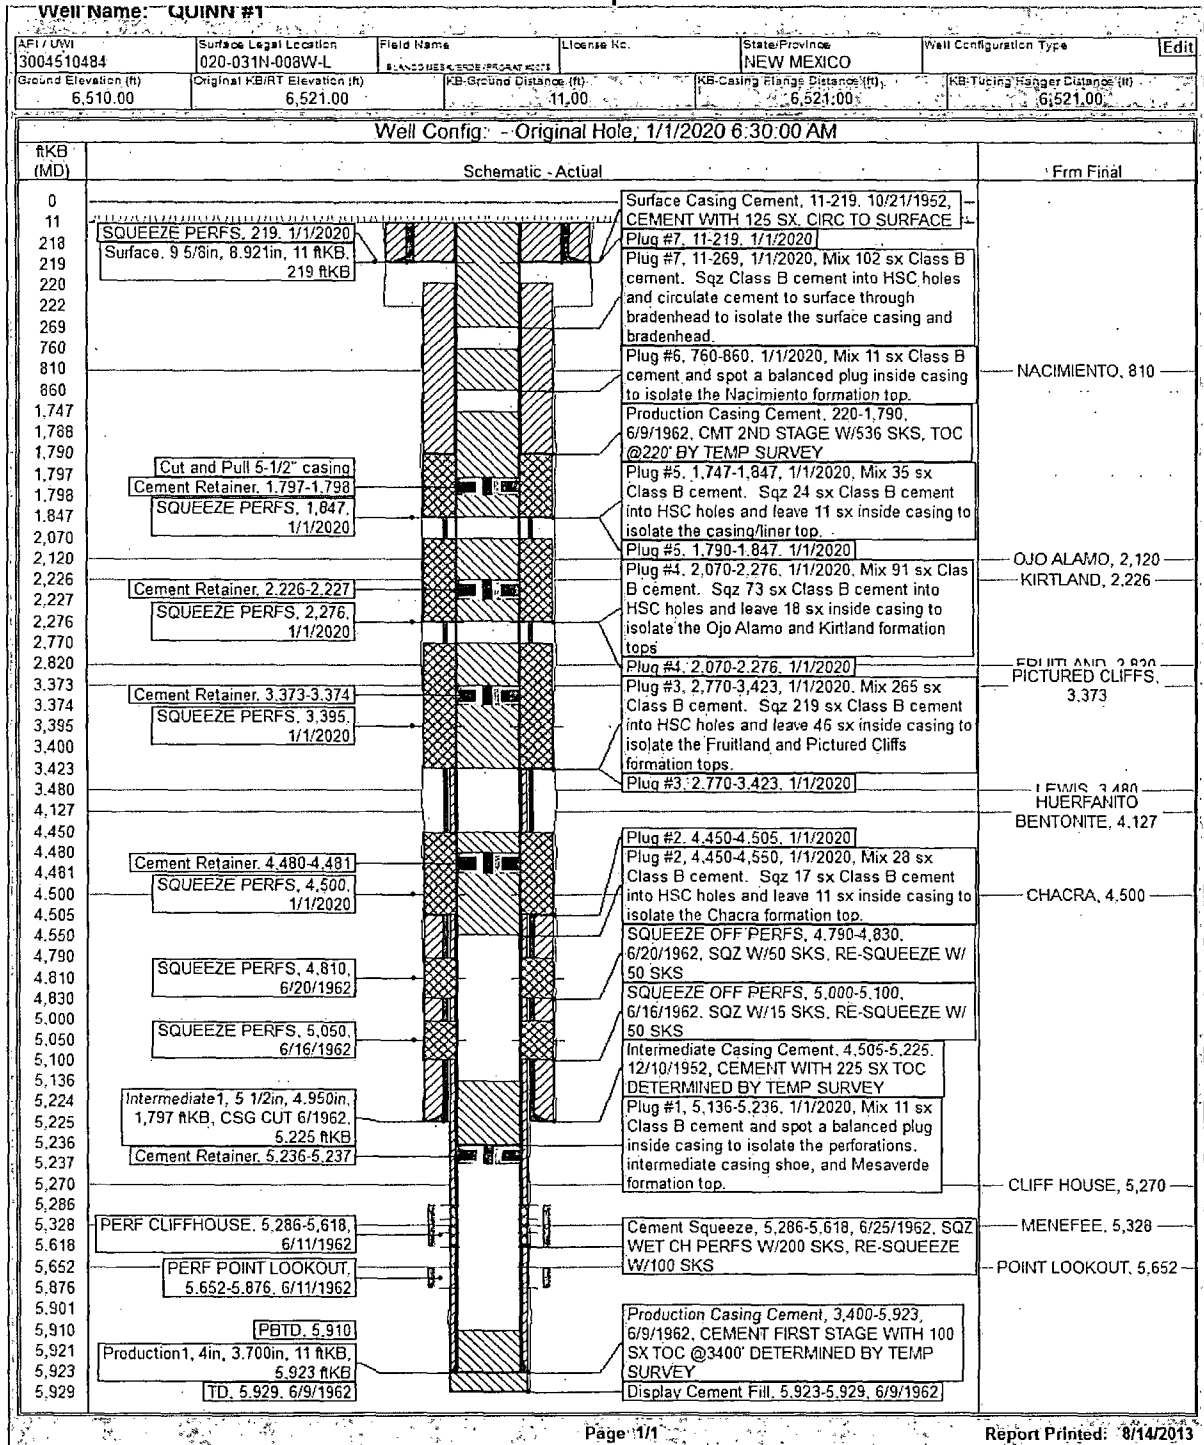 Well Name: QUINN #1
API / UWI
Surface Legal Location
Field Name
License No.
State/Province
Well Configuration Type
Edit
3004510484
020-031N-008W-L
NEW MEXICO
Ground Elevation (ft)
Original KB/RT Elevation (ft)
KB-Ground Distance (ft)
KB-Casing Flange Distance (ft)
KB-Tubing Hanger Distance (ft)
6,510.00
6,521.00
11.00
6,521.00
6,521.00
Well Config: - Original Hole, 1/1/2020 6:30:00 AM
ftKB
(MD)
Schematic - Actual
Frm Final
0
11
218
219
220
222
269
760
810
860
1,747
1,788
1,790
1,797
1,798
1,847
2,070
2,120
2,226
2,227
2,276
2,770
2,820
3,373
3,374
3,395
3,400
3,423
3,480
4,127
4,450
4,480
4,481
4,500
4,505
4,550
4,790
4,810
4,830
5,000
5,050
5,100
5,136
5,224
5,225
5,236
5,237
5,270
5,286
5,328
5,618
5,652
5,876
5,901
5,910
5,921
5,923
5,929
SQUEEZE PERFS, 219, 1/1/2020
Surface, 9 5/8in, 8.921in, 11 ftKB,
219 ftKB
Cut and Pull 5-1/2" casing
Cement Retainer, 1,797-1,798
SQUEEZE PERFS, 1,847,
1/1/2020
Cement Retainer, 2,226-2,227
SQUEEZE PERFS, 2,276,
1/1/2020
Cement Retainer, 3,373-3,374
SQUEEZE PERFS, 3,395,
1/1/2020
Cement Retainer, 4,480-4,481
SQUEEZE PERFS, 4,500,
1/1/2020
SQUEEZE PERFS, 4,810,
6/20/1962
SQUEEZE PERFS, 5,050,
6/16/1962
Intermediate1, 5 1/2in, 4.950in,
1,797 ftKB, CSG CUT 6/1962,
5,225 ftKB
Cement Retainer, 5,236-5,237
PERF CLIFFHOUSE, 5,286-5,618,
6/11/1962
PERF POINT LOOKOUT,
5,652-5,876, 6/11/1962
PBTD, 5,910
Production1, 4in, 3.700in, 11 ftKB,
5,923 ftKB
TD, 5,929, 6/9/1962
Surface Casing Cement, 11-219, 10/21/1952,
CEMENT WITH 125 SX. CIRC TO SURFACE
Plug #7, 11-219, 1/1/2020
Plug #7, 11-269, 1/1/2020, Mix 102 sx Class B
cement. Sqz Class B cement into HSC holes
and circulate cement to surface through
bradenhead to isolate the surface casing and
bradenhead.
Plug #6, 760-860, 1/1/2020, Mix 11 sx Class B
cement and spot a balanced plug inside casing
to isolate the Nacimiento formation top.
Production Casing Cement, 220-1,790,
6/9/1962, CMT 2ND STAGE W/536 SKS, TOC
@220' BY TEMP SURVEY
Plug #5, 1,747-1,847, 1/1/2020, Mix 35 sx
Class B cement. Sqz 24 sx Class B cement
into HSC holes and leave 11 sx inside casing to
isolate the casing/liner top.
Plug #5, 1,790-1,847, 1/1/2020
Plug #4, 2,070-2,276, 1/1/2020, Mix 91 sx Clas
B cement. Sqz 73 sx Class B cement into
HSC holes and leave 18 sx inside casing to
isolate the Ojo Alamo and Kirtland formation
tops
Plug #4, 2,070-2,276, 1/1/2020
Plug #3, 2,770-3,423, 1/1/2020, Mix 265 sx
Class B cement. Sqz 219 sx Class B cement
into HSC holes and leave 46 sx inside casing to
isolate the Fruitland and Pictured Cliffs
formation tops.
Plug #3, 2,770-3,423, 1/1/2020
Plug #2, 4,450-4,505, 1/1/2020
Plug #2, 4,450-4,550, 1/1/2020, Mix 28 sx
Class B cement. Sqz 17 sx Class B cement
into HSC holes and leave 11 sx inside casing to
isolate the Chacra formation top.
SQUEEZE OFF PERFS, 4,790-4,830,
6/20/1962, SQZ W/50 SKS, RE-SQUEEZE W/
50 SKS
SQUEEZE OFF PERFS, 5,000-5,100,
6/16/1962, SQZ W/15 SKS, RE-SQUEEZE W/
50 SKS
Intermediate Casing Cement, 4,505-5,225,
12/10/1952, CEMENT WITH 225 SX TOC
DETERMINED BY TEMP SURVEY
Plug #1, 5,136-5,236, 1/1/2020, Mix 11 sx
Class B cement and spot a balanced plug
inside casing to isolate the perforations,
intermediate casing shoe, and Mesaverde
formation top.
Cement Squeeze, 5,286-5,618, 6/25/1962, SQZ
WET CH PERFS W/200 SKS, RE-SQUEEZE
W/100 SKS
Production Casing Cement, 3,400-5,923,
6/9/1962, CEMENT FIRST STAGE WITH 100
SX TOC @3400' DETERMINED BY TEMP
SURVEY
Display Cement Fill, 5,923-5,929, 6/9/1962
NACIMIENTO, 810
OJO ALAMO, 2,120
KIRTLAND, 2,226
FRUITLAND, 2,820
PICTURED CLIFFS,
3,373
LEWIS, 3,480
HUERFANITO
BENTONITE, 4,127
CHACRA, 4,500
CLIFF HOUSE, 5,270
MENEFEE, 5,328
POINT LOOKOUT, 5,652
Page 1/1
Report Printed: 8/14/2013